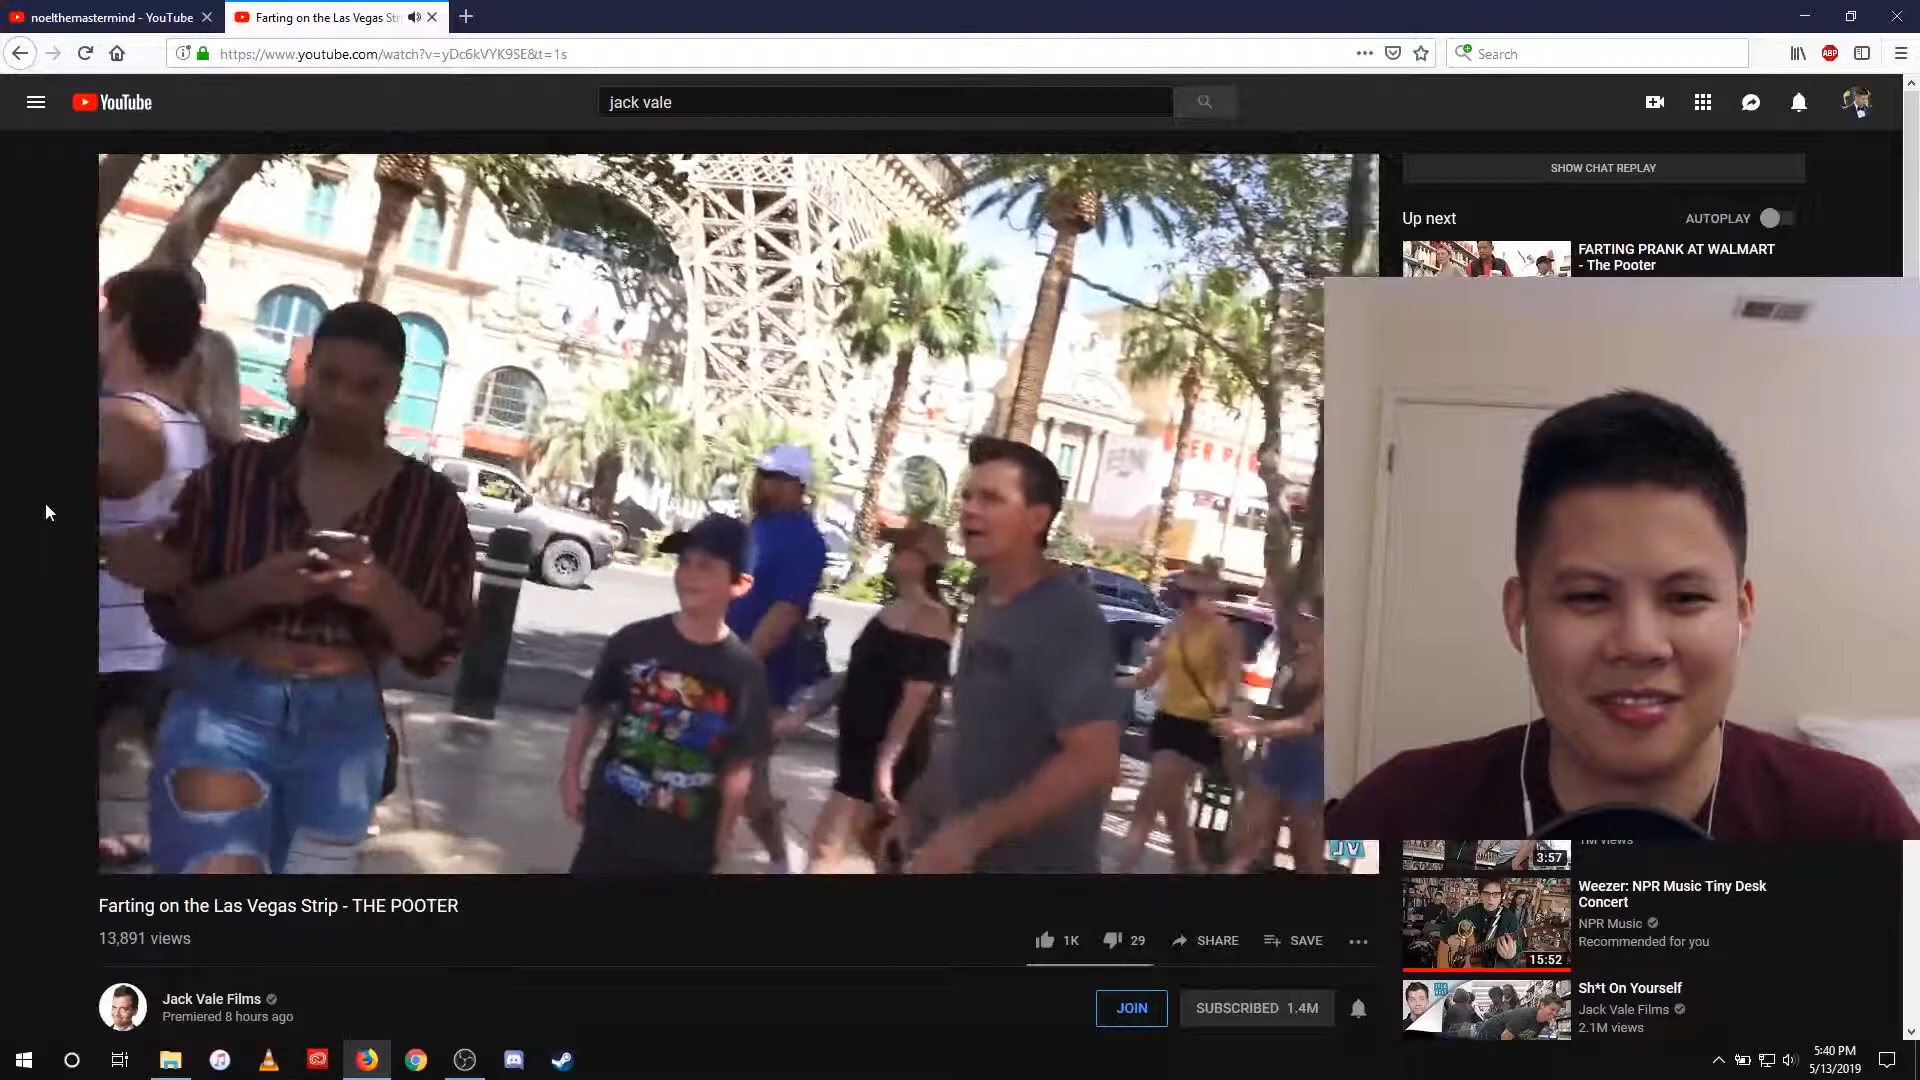 noelthemastermind - YouTube
Farting on the Las Vegas Str
https://www.youtube.com/watch?v=yDc6kVYK9SE&t=1s
Search
ABP
YouTube
jack vale
SHOW CHAT REPLAY
Up next
AUTOPLAY
FARTING PRANK AT WALMART
- The Pooter
JV
1M views
3:57
Farting on the Las Vegas Strip - THE POOTER
13,891 views
1K
29
SHARE
SAVE
Weezer: NPR Music Tiny Desk
Concert
NPR Music
Recommended for you
15:52
Jack Vale Films
Premiered 8 hours ago
JOIN
SUBSCRIBED 1.4M
Sh*t On Yourself
Jack Vale Films
2.1M views
5:40 PM
5/13/2019